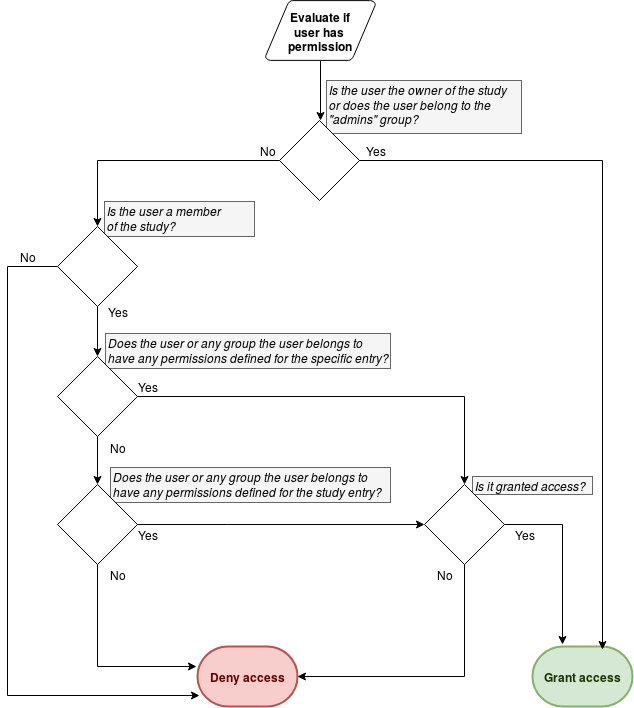 Evaluate if
user has
permission
Is the user the owner of the study
or does the user belong to the
"admins" group?
No
Yes
Is the user a member
of the study?
No
Yes
Does the user or any group the user belongs to
have any permissions defined for the specific entry?
Yes
No
Does the user or any group the user belongs to
have any permissions defined for the study entry?
Is it granted access?
Yes
Yes
No
No
Deny access
Grant access